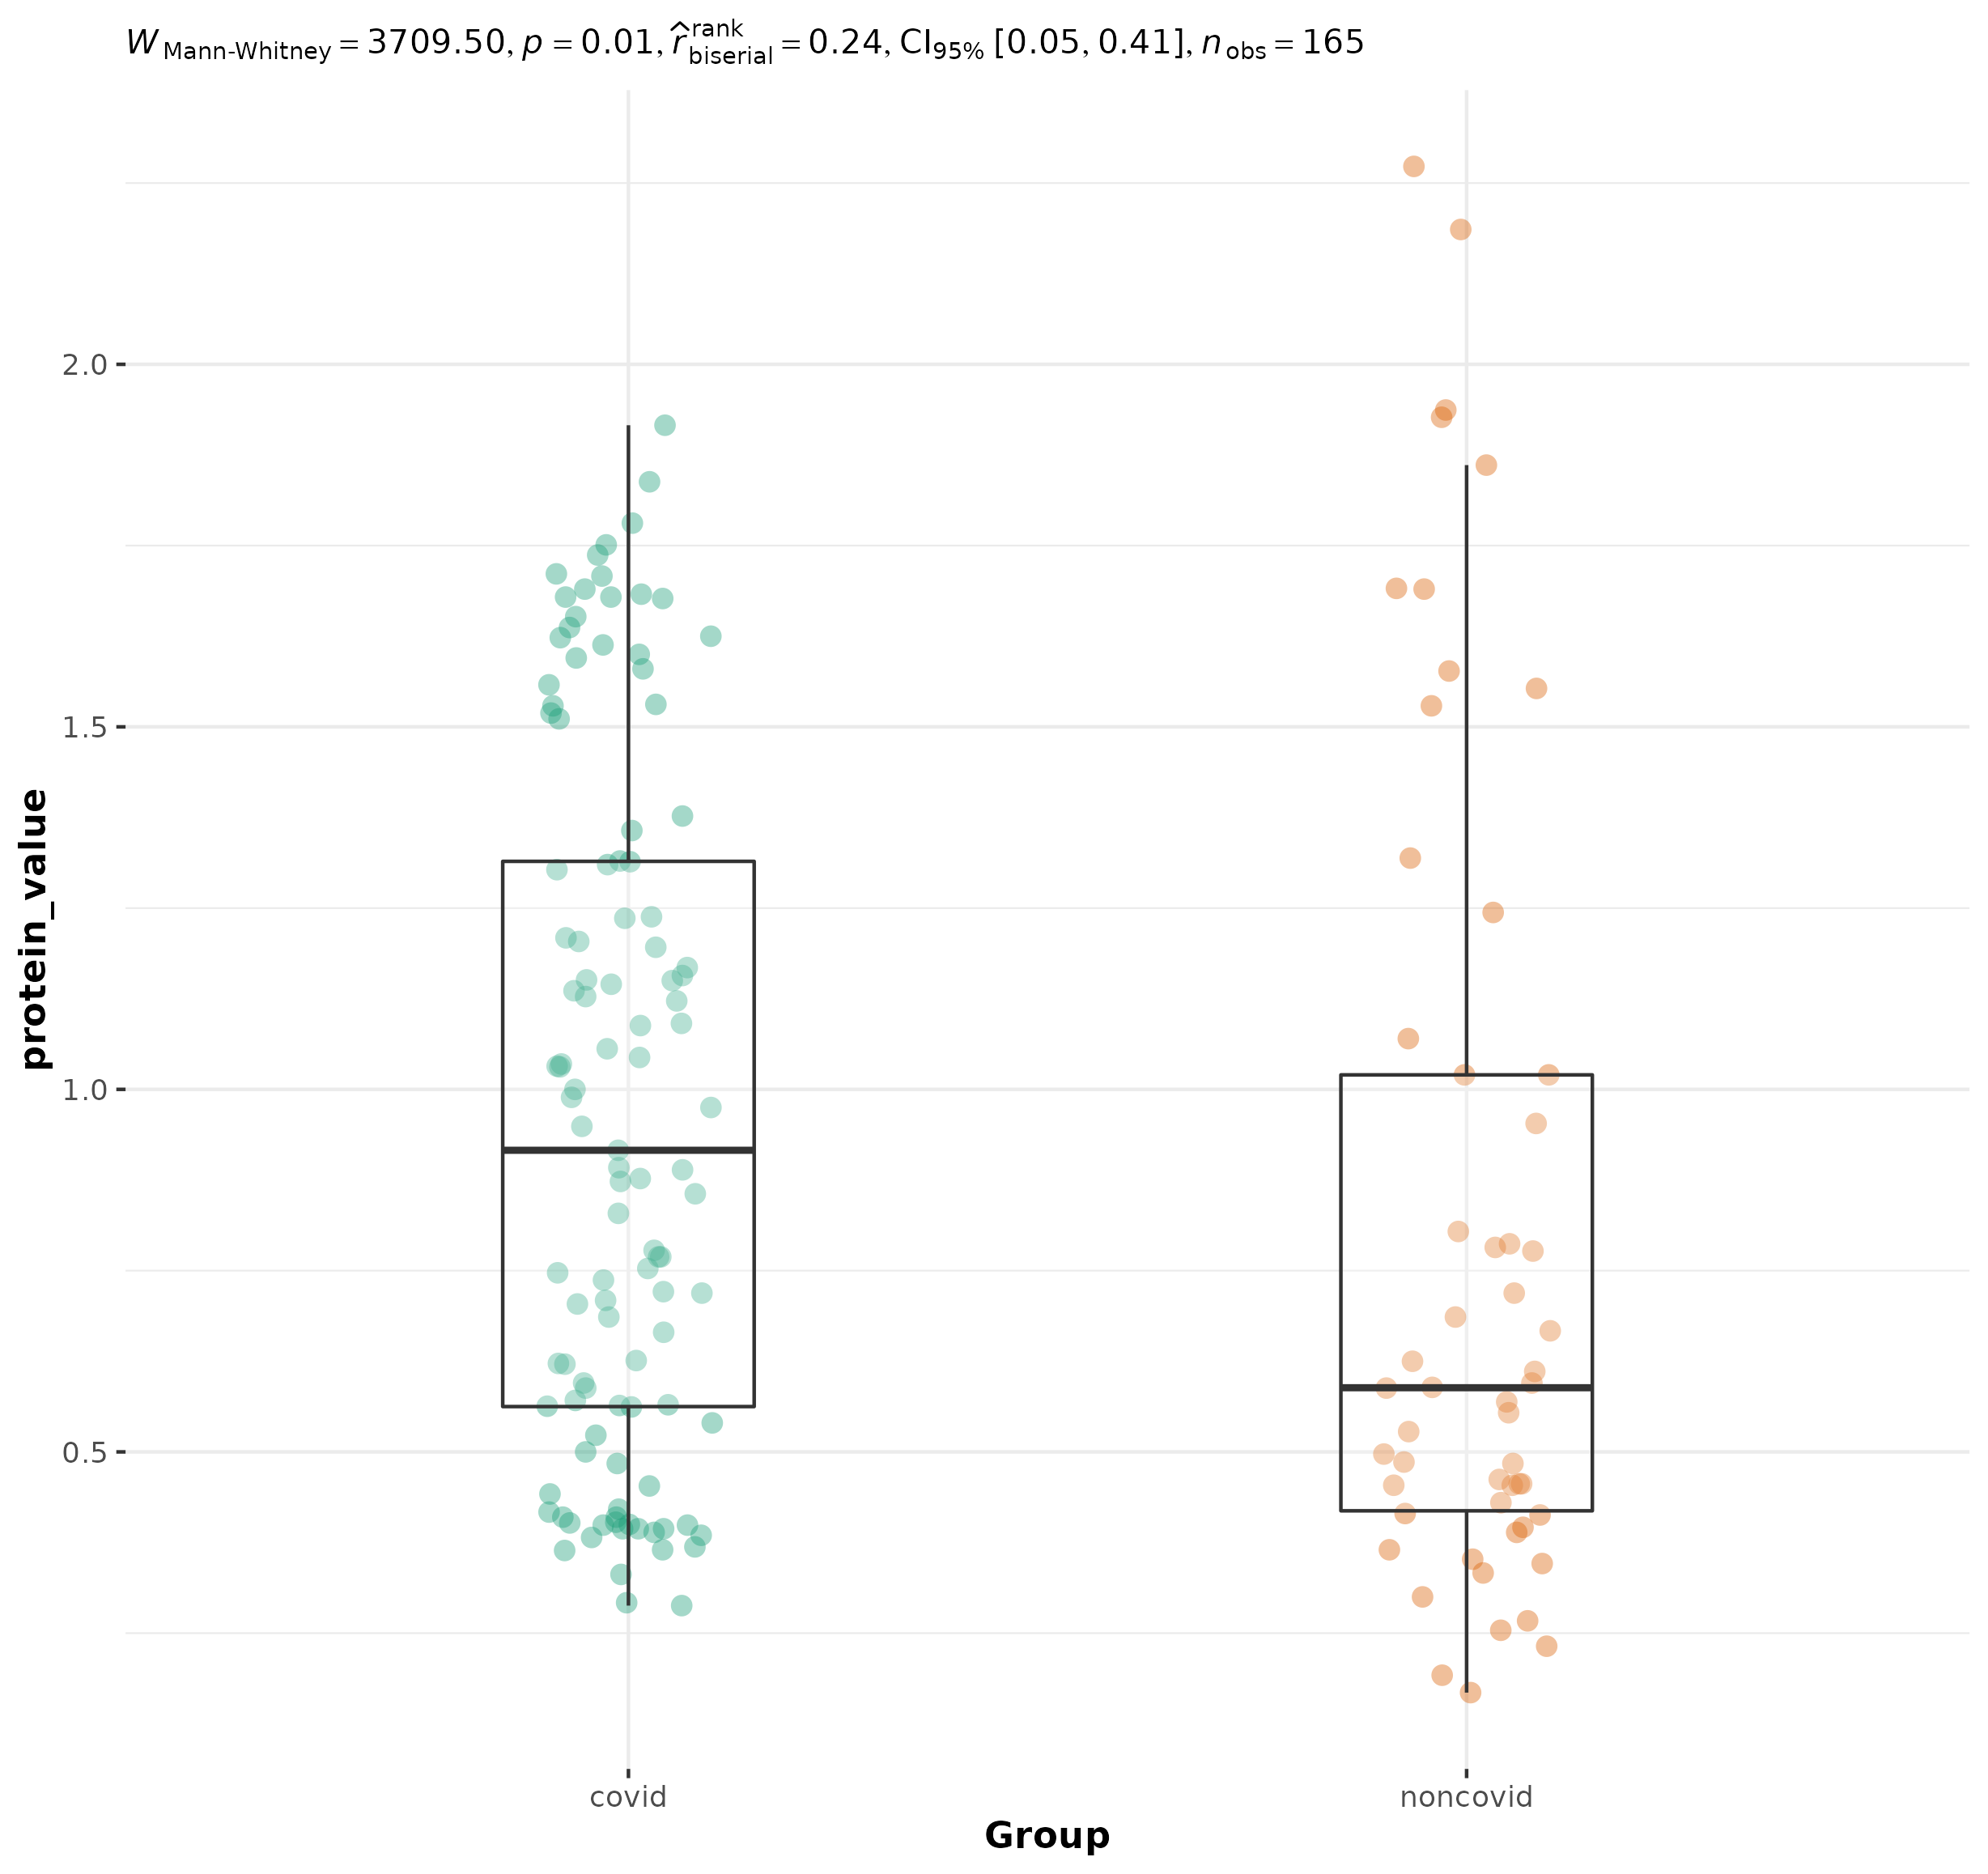 W Mann-Whitney = 3709.50, p = 0.01, r̂ rank biserial = 0.24, CI95% [0.05, 0.41], n obs = 165
protein_value
2.0
1.5
1.0
0.5
covid noncovid
Group